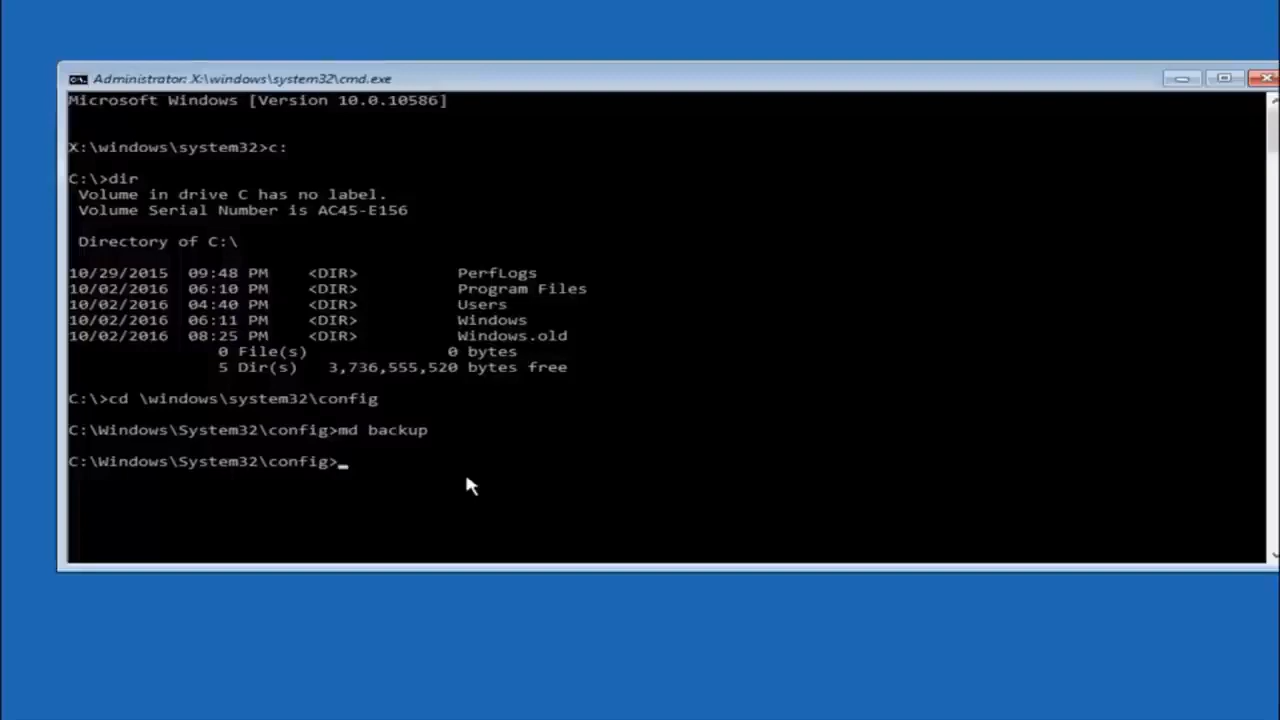 Administrator: X:\windows\system32\cmd.exe
Microsoft Windows [Version 10.0.10586]
X:\windows\system32>c:
C:\>dir
Volume in drive C has no label.
Volume Serial Number is AC45-E156
Directory of C:\
10/29/2015 09:48 PM <DIR> PerfLogs
10/02/2016 06:10 PM <DIR> Program Files
10/02/2016 04:40 PM <DIR> Users
10/02/2016 06:11 PM <DIR> Windows
10/02/2016 08:25 PM <DIR> Windows.old
0 File(s) 0 bytes
5 Dir(s) 3,736,555,520 bytes free
C:\>cd \windows\system32\config
C:\Windows\System32\config>md backup
C:\Windows\System32\config>_